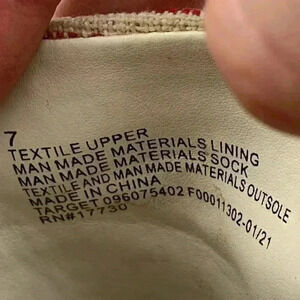 7
TEXTILE UPPER
MAN MADE MATERIALS LINING
MAN MADE MATERIALS SOCK
TEXTILE AND MAN MADE MATERIALS OUTSOLE
MADE IN CHINA
TARGET 096075402 F00011302-01/21
RN#17730